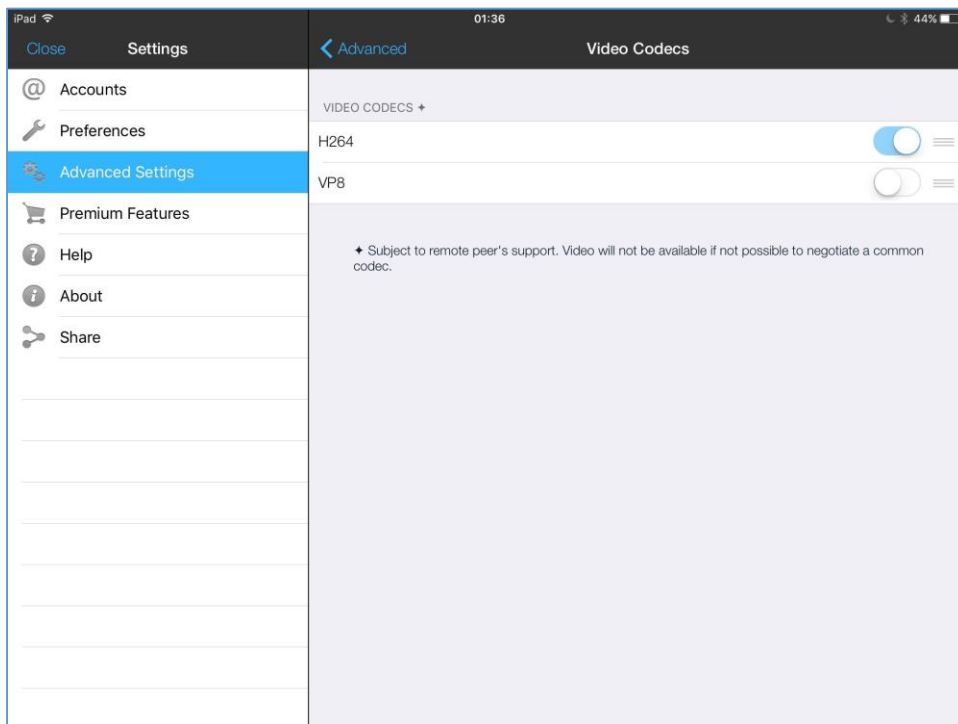 iPad 01:36 44%
Close Settings Advanced Video Codecs
Accounts
Preferences
Advanced Settings
Premium Features
Help
About
Share
VIDEO CODECS ✦
H264
VP8
✦ Subject to remote peer's support. Video will not be available if not possible to negotiate a common
codec.